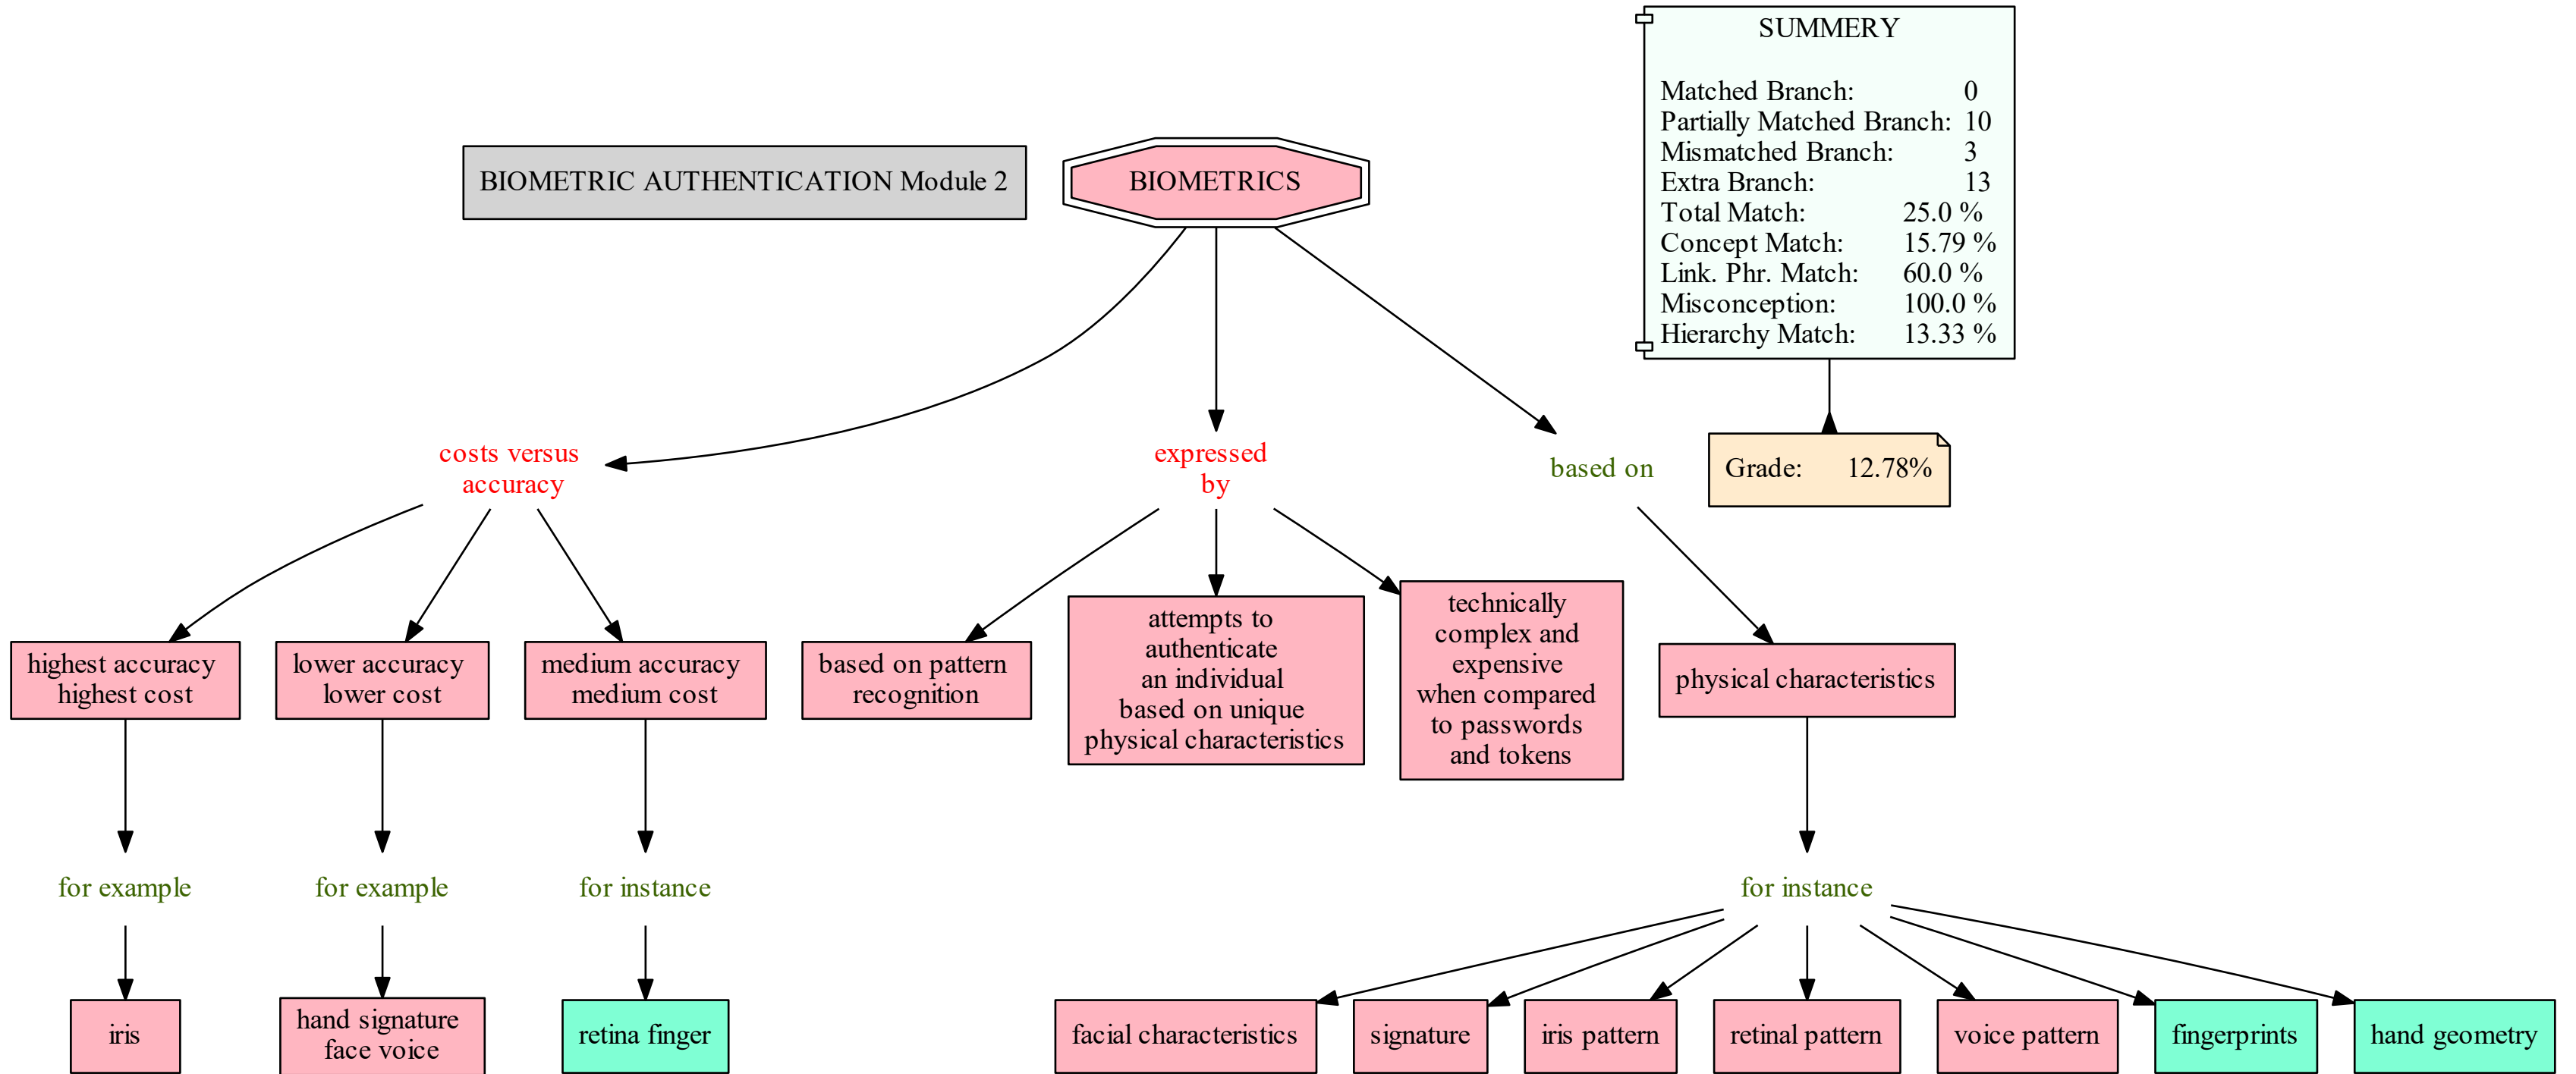 SUMMERY
Matched Branch: 0
Partially Matched Branch: 10
Mismatched Branch: 3
Extra Branch: 13
Total Match: 25.0 %
Concept Match: 15.79 %
Link. Phr. Match: 60.0 %
Misconception: 100.0 %
Hierarchy Match: 13.33 %
BIOMETRIC AUTHENTICATION Module 2
BIOMETRICS
costs versus
accuracy
expressed
by
based on
Grade: 12.78%
highest accuracy
highest cost
lower accuracy
lower cost
medium accuracy
medium cost
based on pattern
recognition
attempts to
authenticate
an individual
based on unique
physical characteristics
technically
complex and
expensive
when compared
to passwords
and tokens
physical characteristics
for example
for example
for instance
for instance
iris
hand signature
face voice
retina finger
facial characteristics
signature
iris pattern
retinal pattern
voice pattern
fingerprints
hand geometry